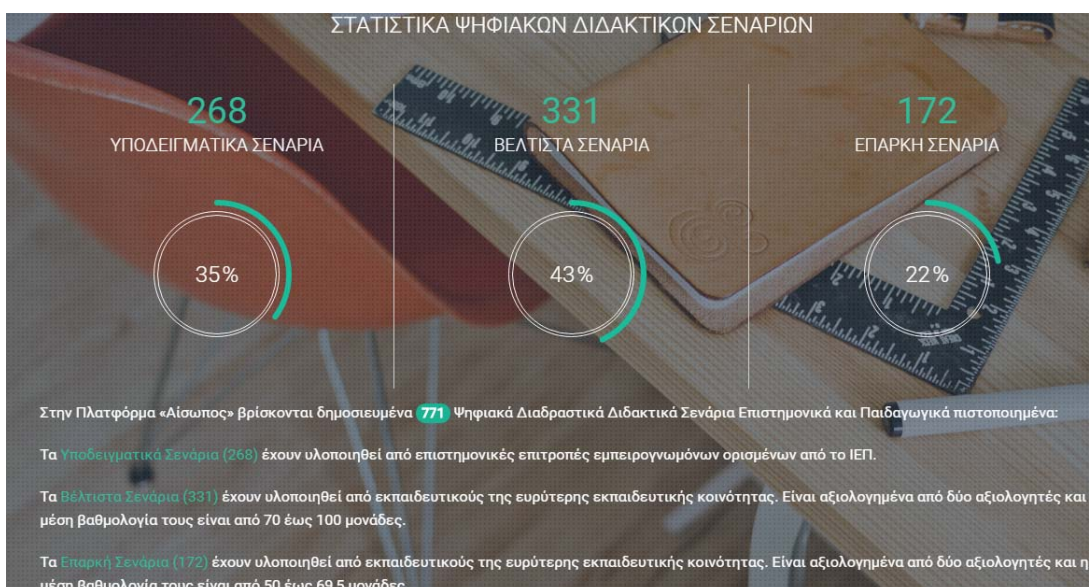 ΣΤΑΤΙΣΤΙΚΑ ΨΗΦΙΑΚΩΝ ΔΙΔΑΚΤΙΚΩΝ ΣΕΝΑΡΙΩΝ
268
ΥΠΟΔΕΙΓΜΑΤΙΚΑ ΣΕΝΑΡΙΑ
35%
331
ΒΕΛΤΙΣΤΑ ΣΕΝΑΡΙΑ
43%
172
ΕΠΑΡΚΗ ΣΕΝΑΡΙΑ
22%
Στην Πλατφόρμα «Αίσωπος» βρίσκονται δημοσιευμένα 771 Ψηφιακά Διαδραστικά Διδακτικά Σενάρια Επιστημονικά και Παιδαγωγικά πιστοποιημένα:
Τα Υποδειγματικά Σενάρια (268) έχουν υλοποιηθεί από επιστημονικές επιτροπές εμπειρογνωμόνων ορισμένων από το ΙΕΠ.
Τα Βέλτιστα Σενάρια (331) έχουν υλοποιηθεί από εκπαιδευτικούς της ευρύτερης εκπαιδευτικής κοινότητας. Είναι αξιολογημένα από δύο αξιολογητές και
μέση βαθμολογία τους είναι από 70 έως 100 μονάδες.
Τα Επαρκή Σενάρια (172) έχουν υλοποιηθεί από εκπαιδευτικούς της ευρύτερης εκπαιδευτικής κοινότητας. Είναι αξιολογημένα από δύο αξιολογητές και
μέση βαθμολογία τους είναι από 50 έως 69,5 μονάδες